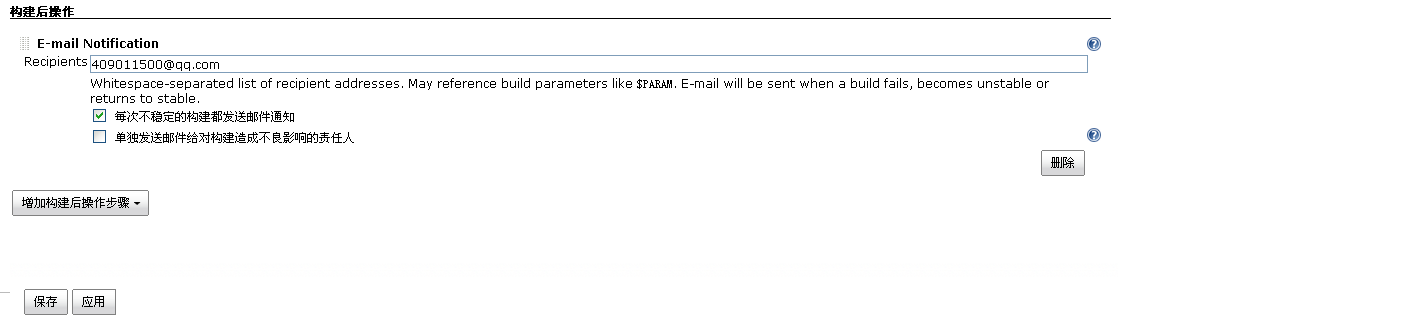 构建后操作
E-mail Notification
Recipients 409011500@qq.com
Whitespace-separated list of recipient addresses. May reference build parameters like $PARAM. E-mail will be sent when a build fails, becomes unstable or
returns to stable.
每次不稳定的构建都发送邮件通知
单独发送邮件给对构建造成不良影响的责任人
删除
增加构建后操作步骤
保存 应用